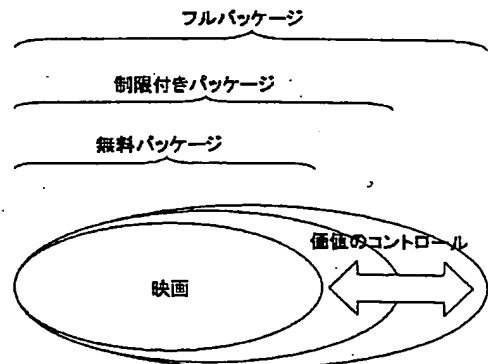 フルパッケージ
制限付きパッケージ
無料パッケージ
価値のコントロール
映画